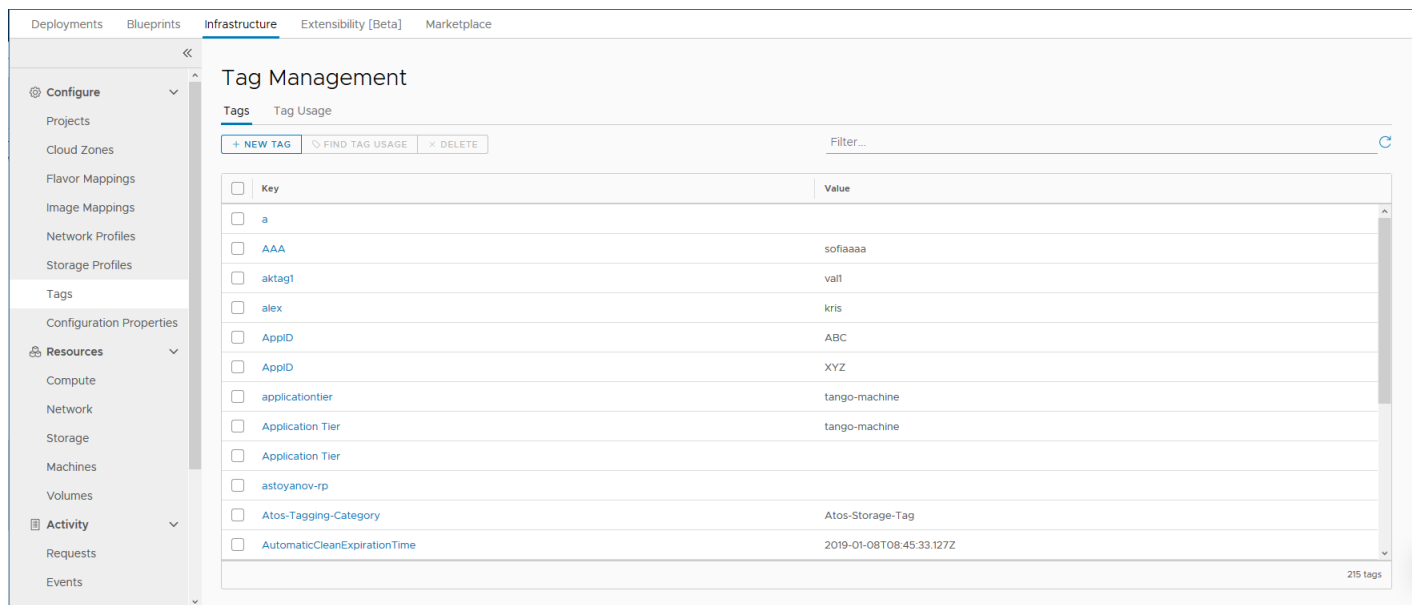 Deployments Blueprints Infrastructure Extensibility [Beta] Marketplace
Configure
Projects
Cloud Zones
Flavor Mappings
Image Mappings
Network Profiles
Storage Profiles
Tags
Configuration Properties
Resources
Compute
Network
Storage
Machines
Volumes
Activity
Requests
Events
Tag Management
Tags Tag Usage
+ NEW TAG FIND TAG USAGE × DELETE Filter...
Key Value
a
AAA sofiaaaa
aktag1 val1
alex kris
AppID ABC
AppID XYZ
applicationtier tango-machine
Application Tier tango-machine
Application Tier
astoyanov-rp
Atos-Tagging-Category Atos-Storage-Tag
AutomaticCleanExpirationTime 2019-01-08T08:45:33.127Z
215 tags